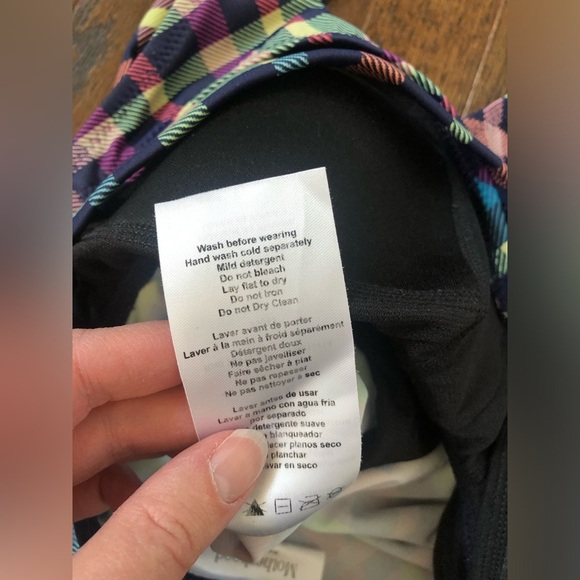 Wash before wearing
Hand wash cold separately
Mild detergent
Do not bleach
Lay flat to dry
Do not Iron
Do not Dry Clean
Laver avant de porter
Laver à la main à froid séparément
Détergent doux
Ne pas javelliser
Faire sécher à plat
Ne pas repasser
Ne pas nettoyer à sec
Lavar antes de usar
Lavar a mano con agua fria
por separado
detergente suave
blanqueador
planos seco
planchar
en seco